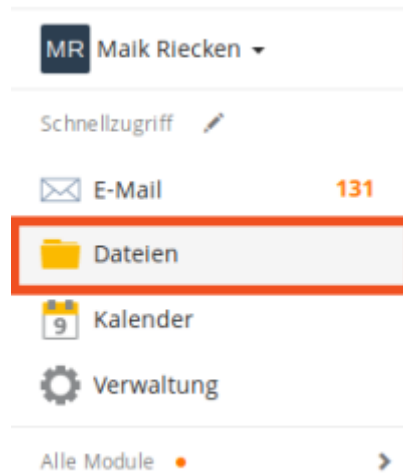 MR Maik Riecken
Schnellzugriff
E-Mail 131
Dateien
9 Kalender
Verwaltung
Alle Module